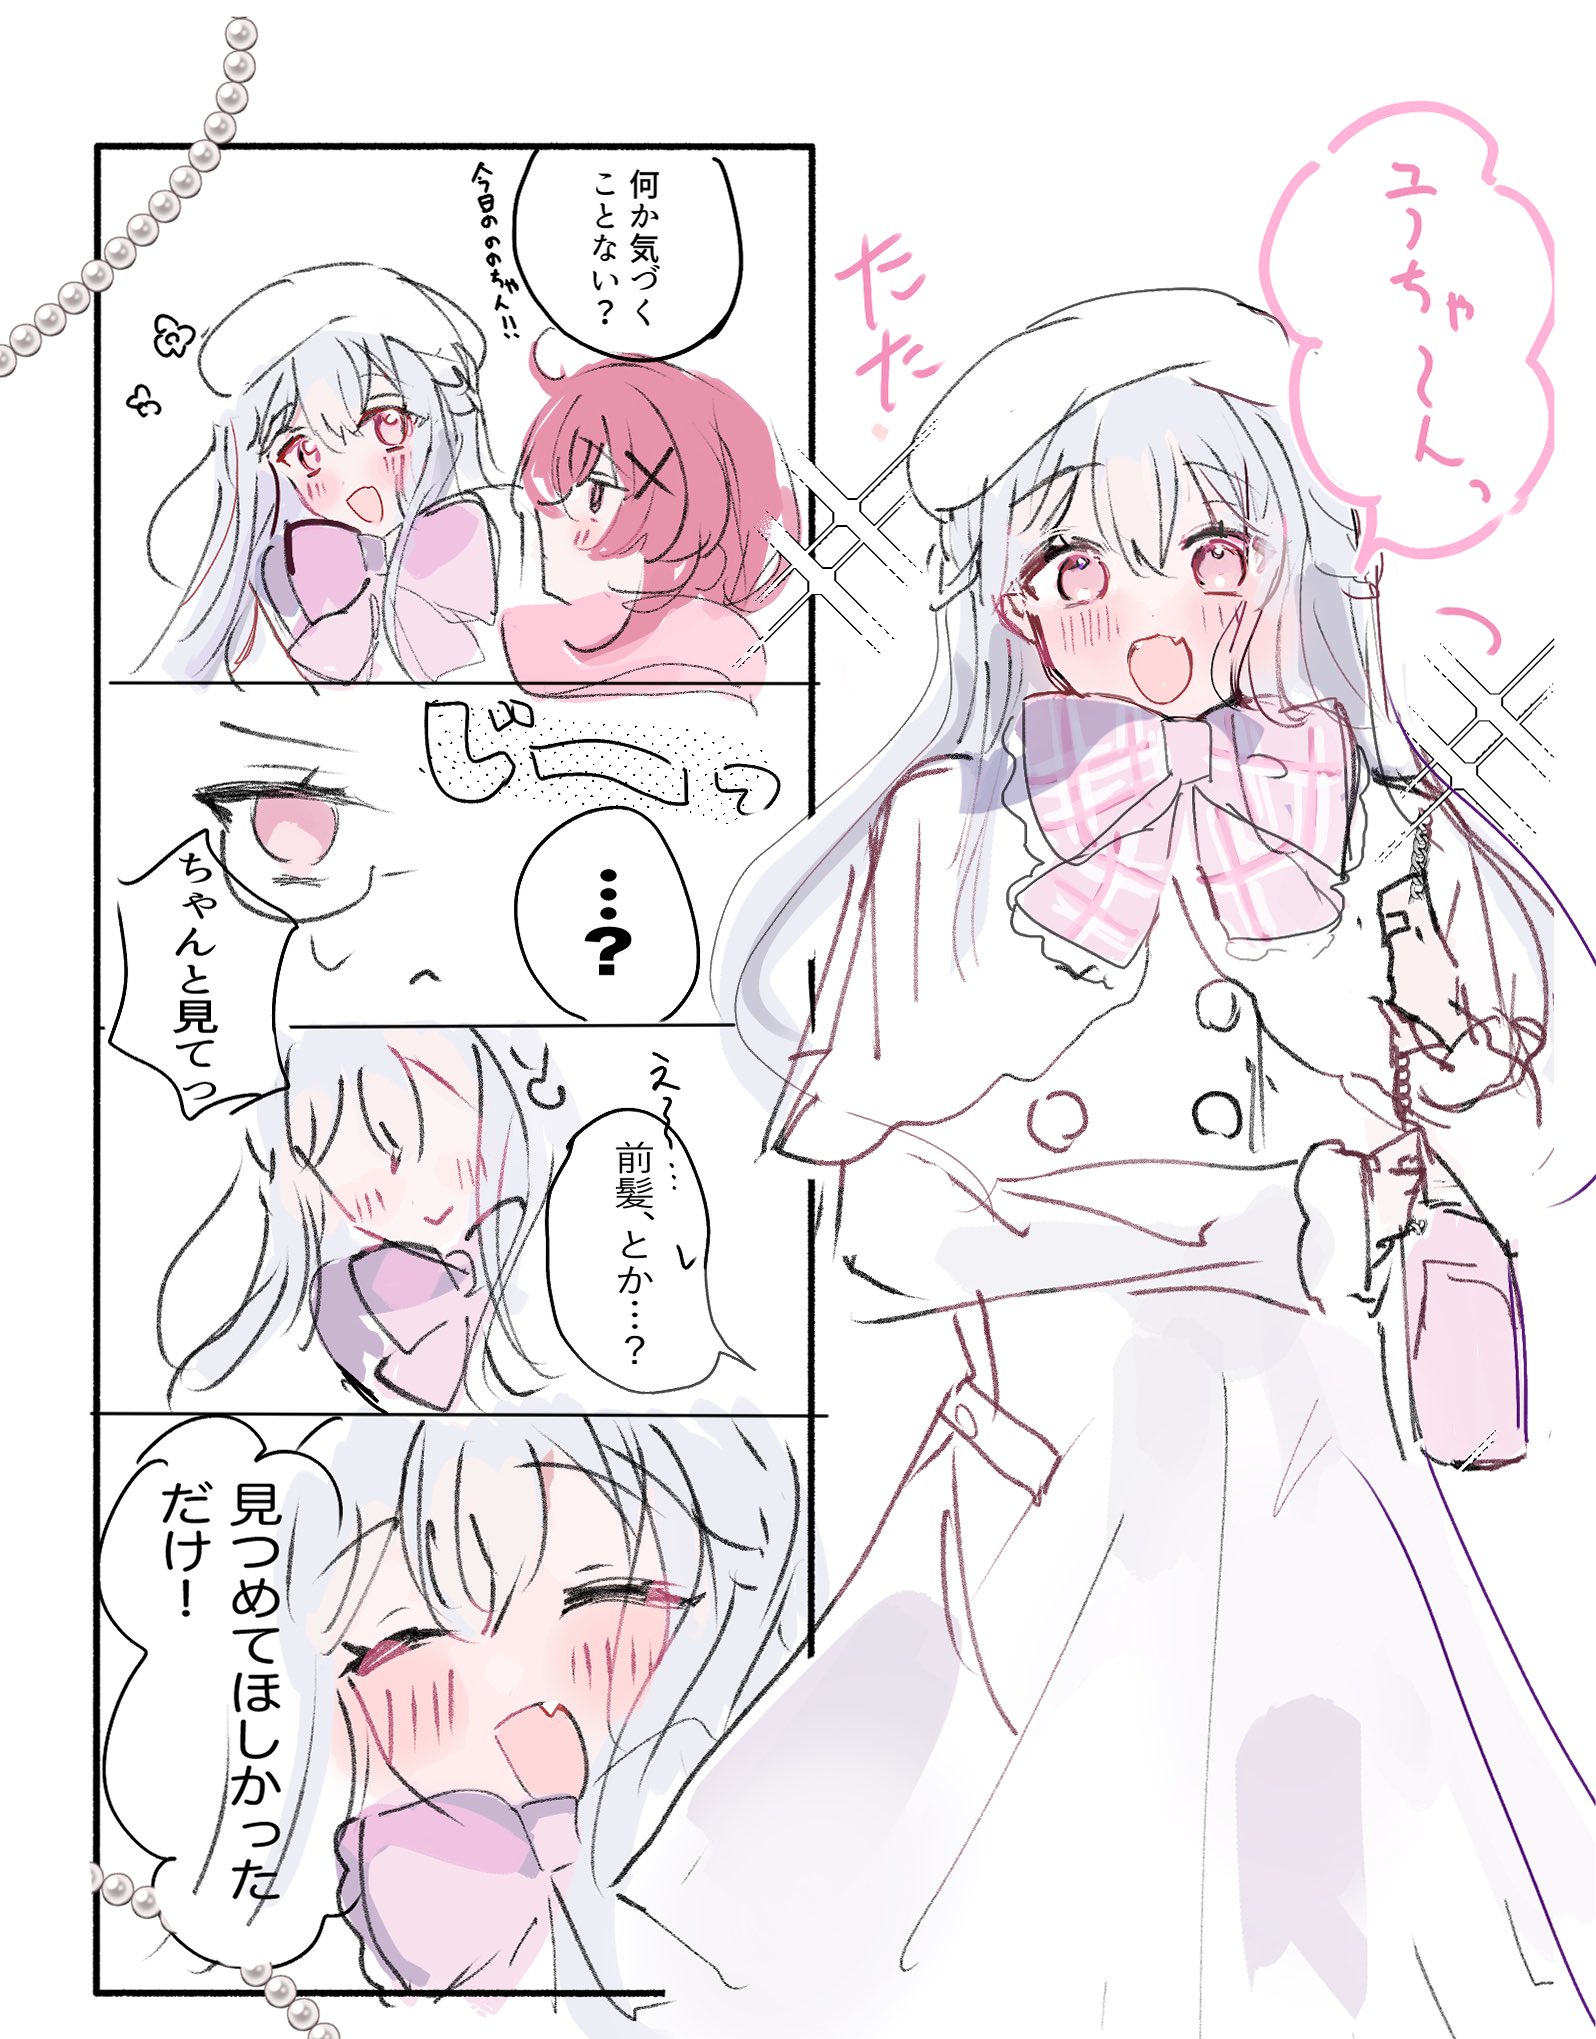 ユウちゃ〜んっ
たたっ
何か気づく
ことない？
今日のののちゃん!!
じーっ
…？
ちゃんと見てっ
え〜……
前髪、とか…？
見つめてほしかった
だけ！